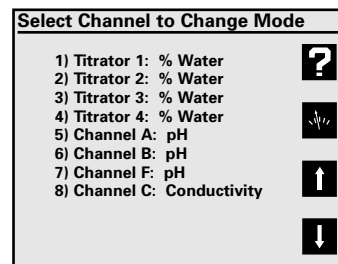 Select Channel to Change Mode
1) Titrator 1: % Water
2) Titrator 2: % Water
3) Titrator 3: % Water
4) Titrator 4: % Water
5) Channel A: pH
6) Channel B: pH
7) Channel F: pH
8) Channel C: Conductivity
?